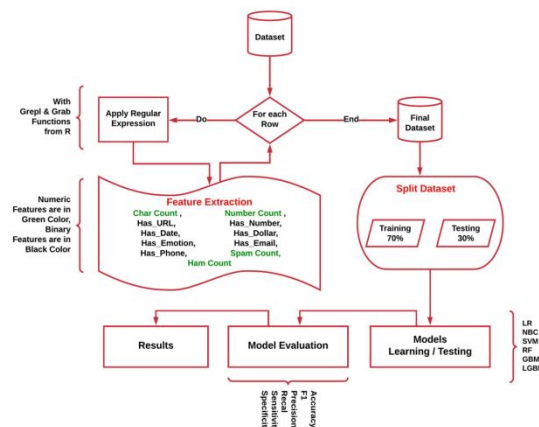 Dataset
With
Grepl & Grab
Functions
from R
Apply Regular
Expression
Do
For each
Row
End
Final
Dataset
Numeric
Features are in
Green Color,
Binary
Features are in
Black Color
Feature Extraction
Char Count , Number Count ,
Has_URL, Has_Number,
Has_Date, Has_Dollar,
Has_Emotion, Has_Email,
Has_Phone, Spam Count,
Ham Count
Split Dataset
Training
70%
Testing
30%
Results
Model Evaluation
Models
Learning / Testing
LR
NBC
SVM
RF
GBM
Accuracy
F1
Precision
Recal